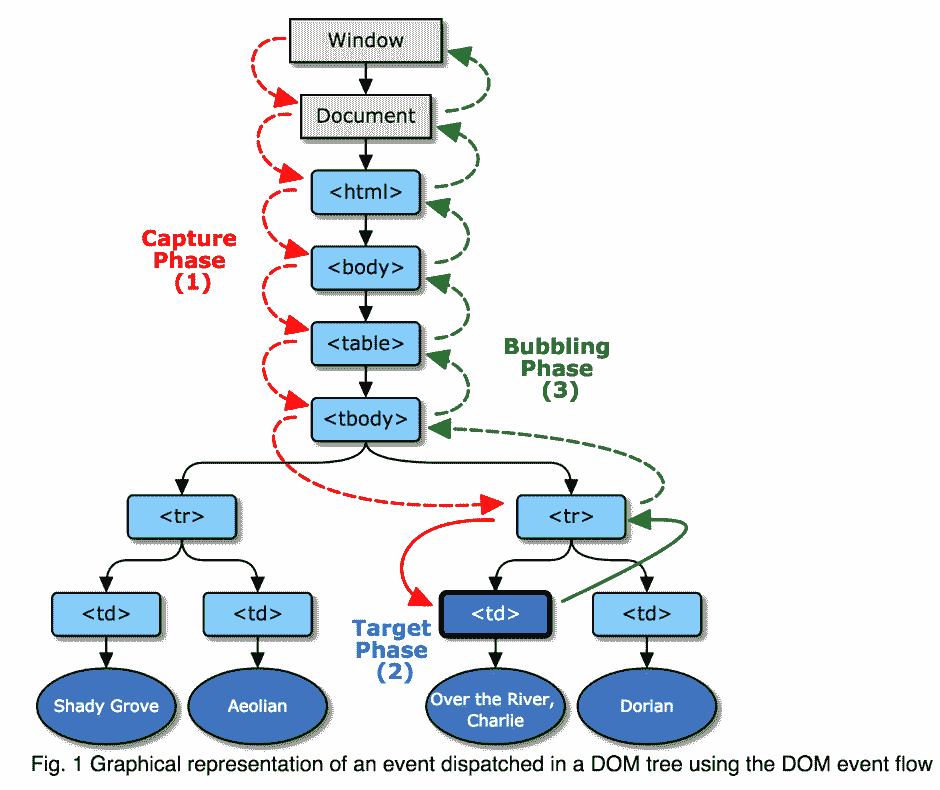 Window
Document
<html>
Capture
Phase
(1)
<body>
<table>
Bubbling
Phase
(3)
<tbody>
<tr>
<tr>
<td>
<td>
<td>
<td>
Target
Phase
(2)
Shady Grove
Aeolian
Over the River,
Charlie
Dorian
Fig. 1 Graphical representation of an event dispatched in a DOM tree using the DOM event flow